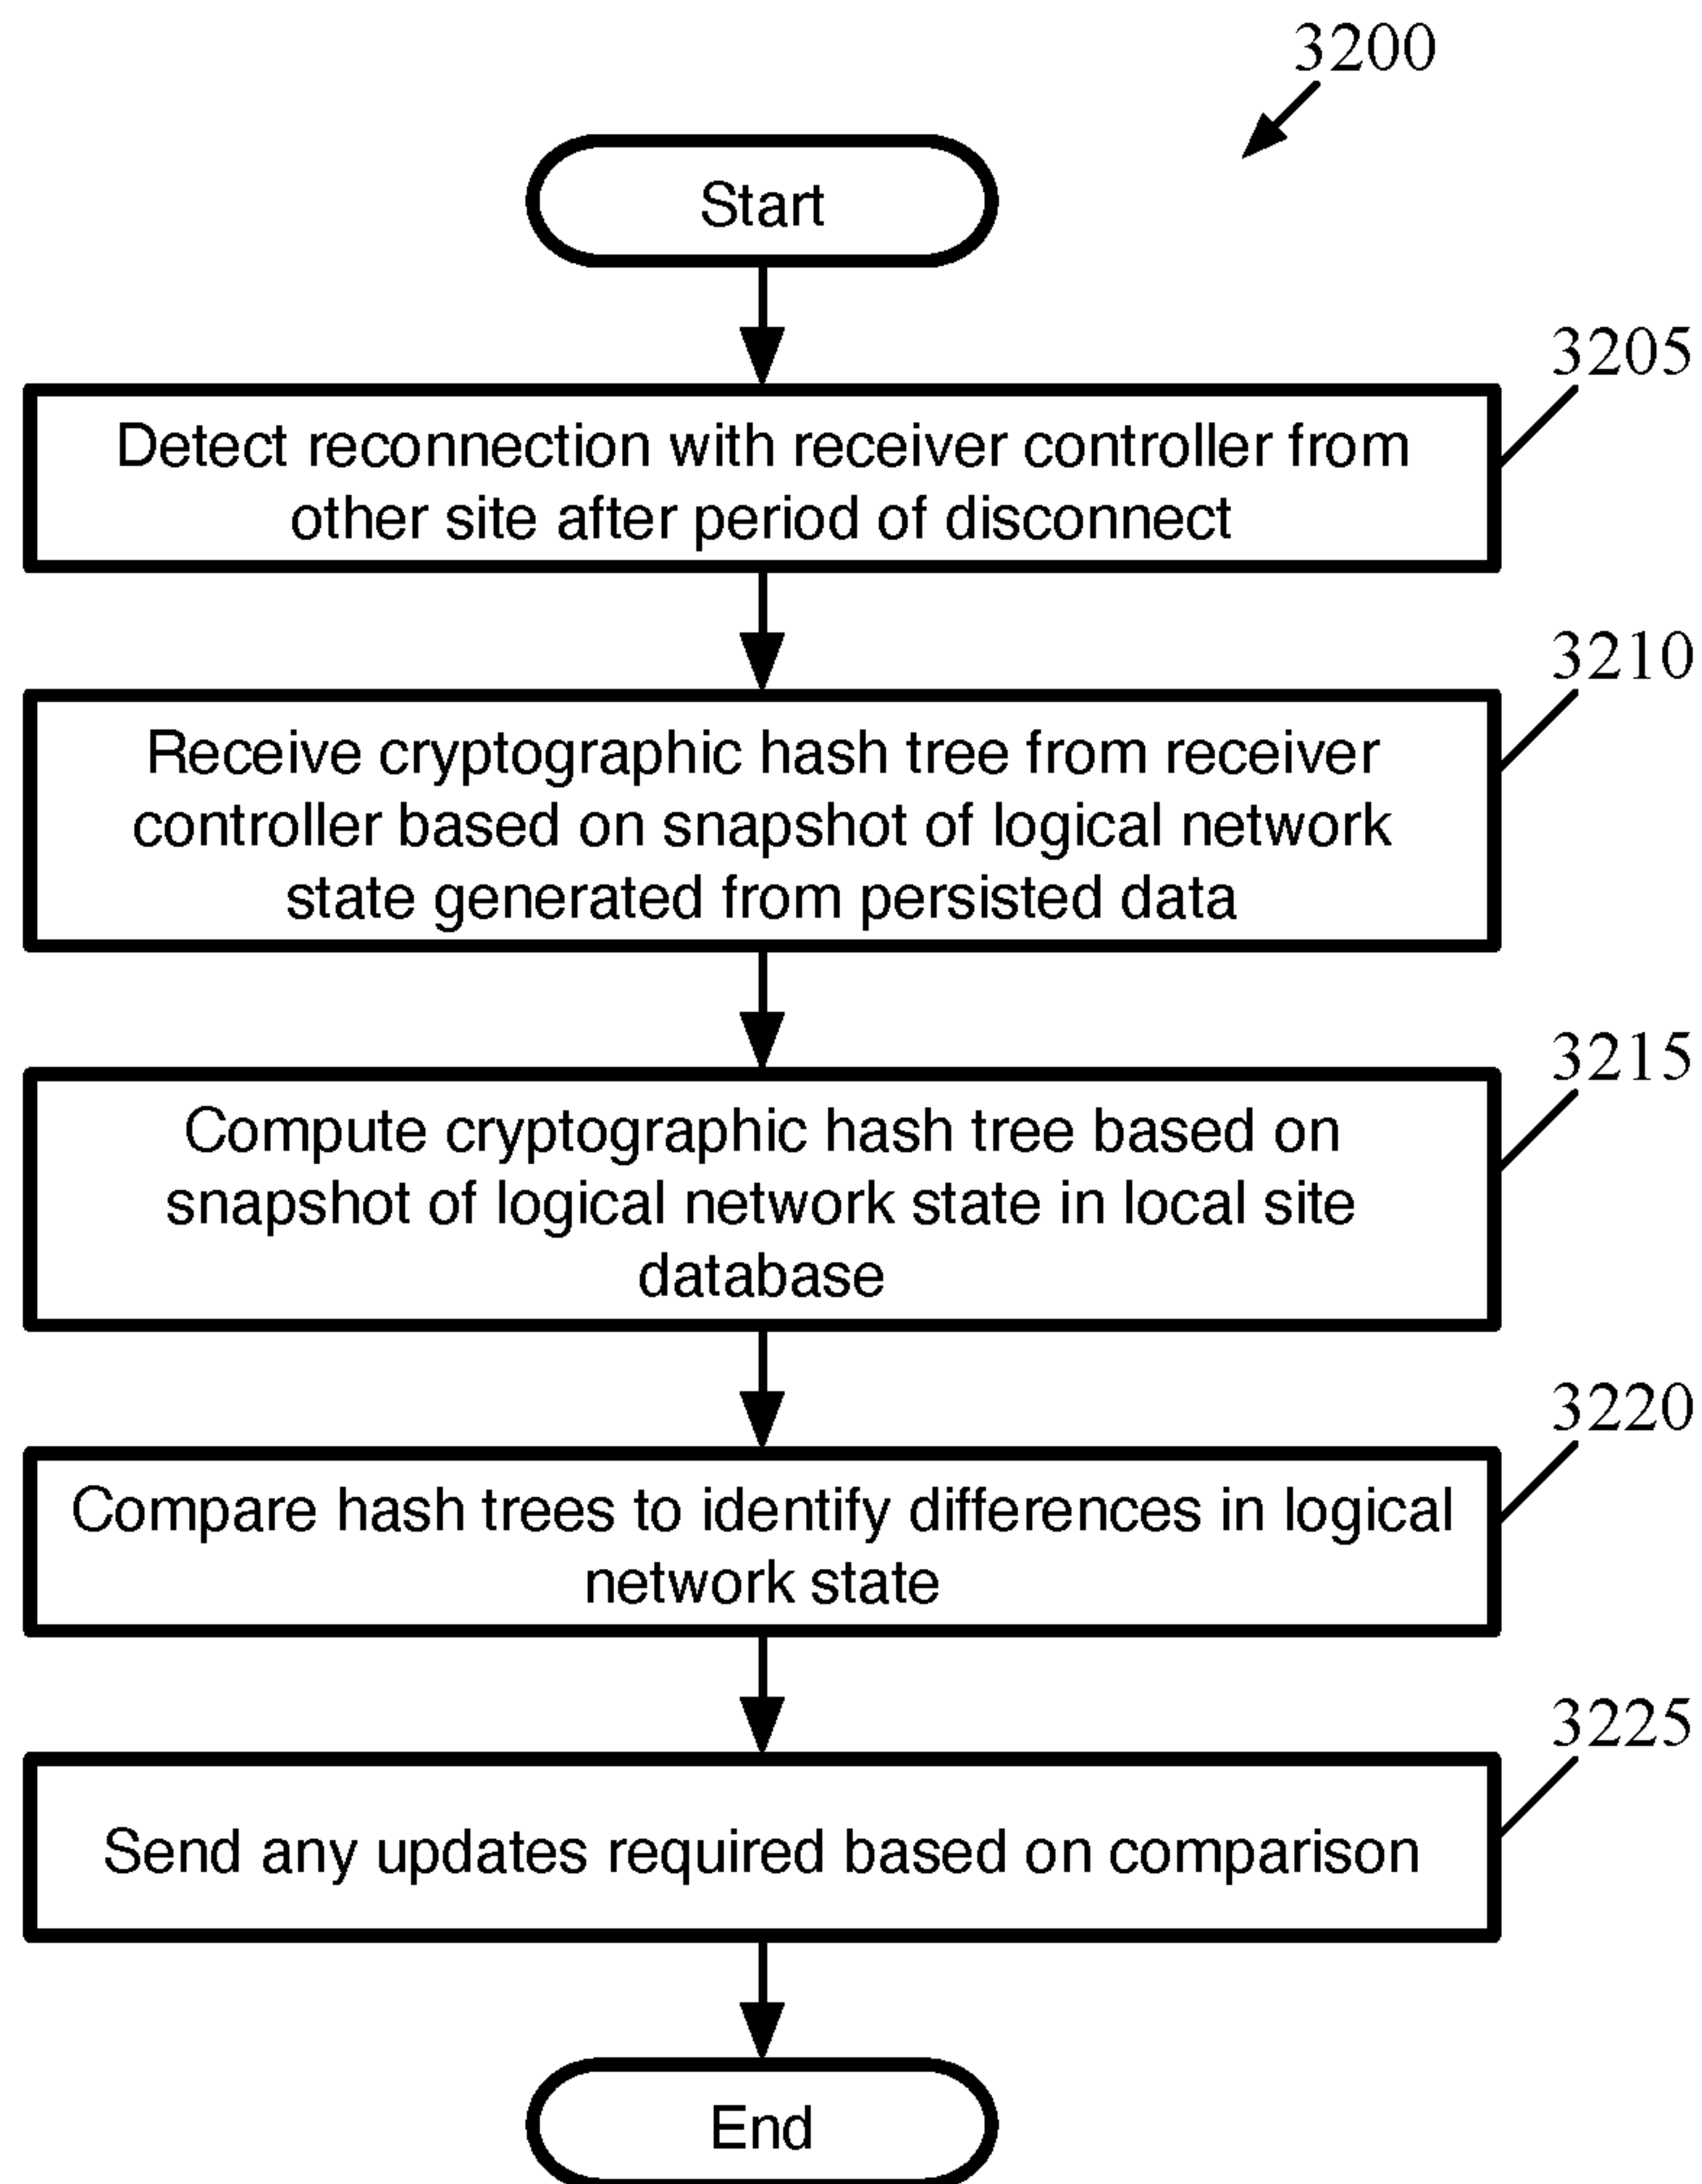 3200
Start
3205
Detect reconnection with receiver controller from
other site after period of disconnect
3210
Receive cryptographic hash tree from receiver
controller based on snapshot of logical network
state generated from persisted data
3215
Compute cryptographic hash tree based on
snapshot of logical network state in local site
database
3220
Compare hash trees to identify differences in logical
network state
3225
Send any updates required based on comparison
End